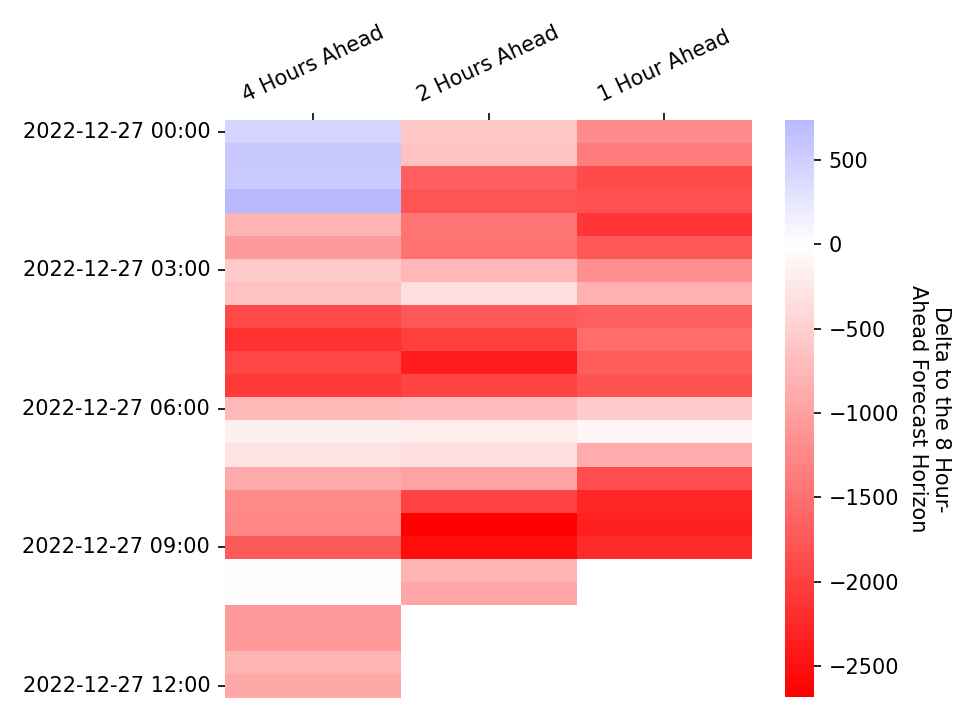 4 Hours Ahead
2 Hours Ahead
1 Hour Ahead
2022-12-27 00:00
2022-12-27 03:00
2022-12-27 06:00
2022-12-27 09:00
2022-12-27 12:00
500
0
−500
−1000
−1500
−2000
−2500
Delta to the 8 Hour-
Ahead Forecast Horizon